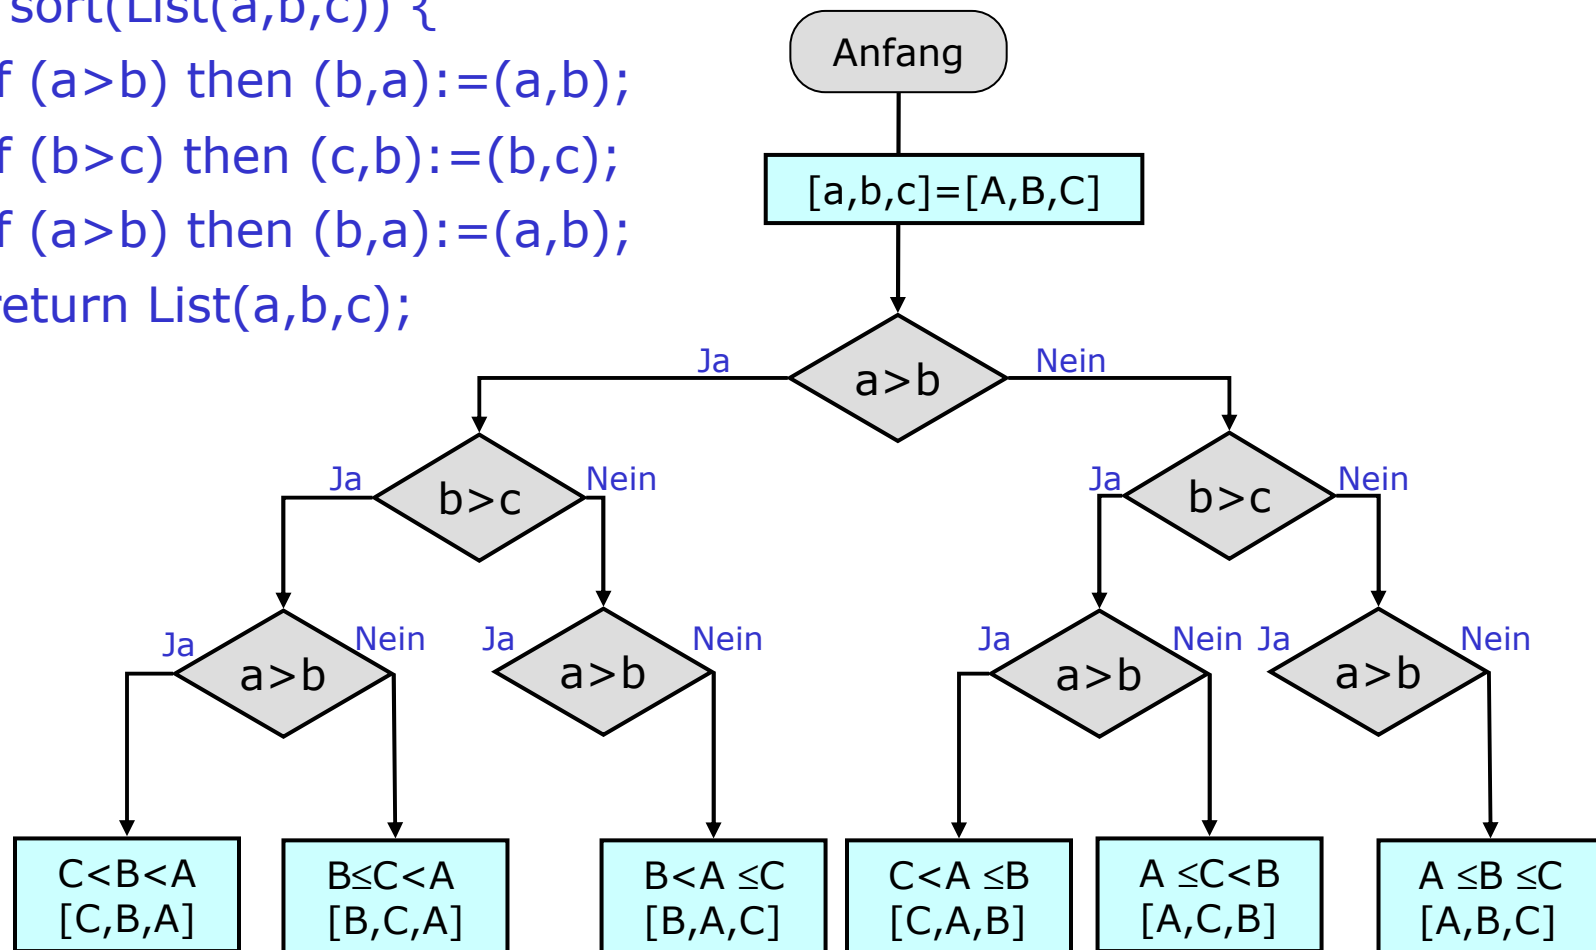 sort(List(a,b,c)) {
f (a>b) then (b,a):=(a,b);
f (b>c) then (c,b):=(b,c);
f (a>b) then (b,a):=(a,b);
return List(a,b,c);
Anfang
[a,b,c]=[A,B,C]
a>b
Ja
Nein
b>c
Ja
Nein
b>c
Ja
Nein
a>b
Ja
Nein
a>b
Ja
Nein
a>b
Ja
Nein
a>b
Ja
Nein
C<B<A
[C,B,A]
B≤C<A
[B,C,A]
B<A ≤C
[B,A,C]
C<A ≤B
[C,A,B]
A ≤C<B
[A,C,B]
A ≤B ≤C
[A,B,C]